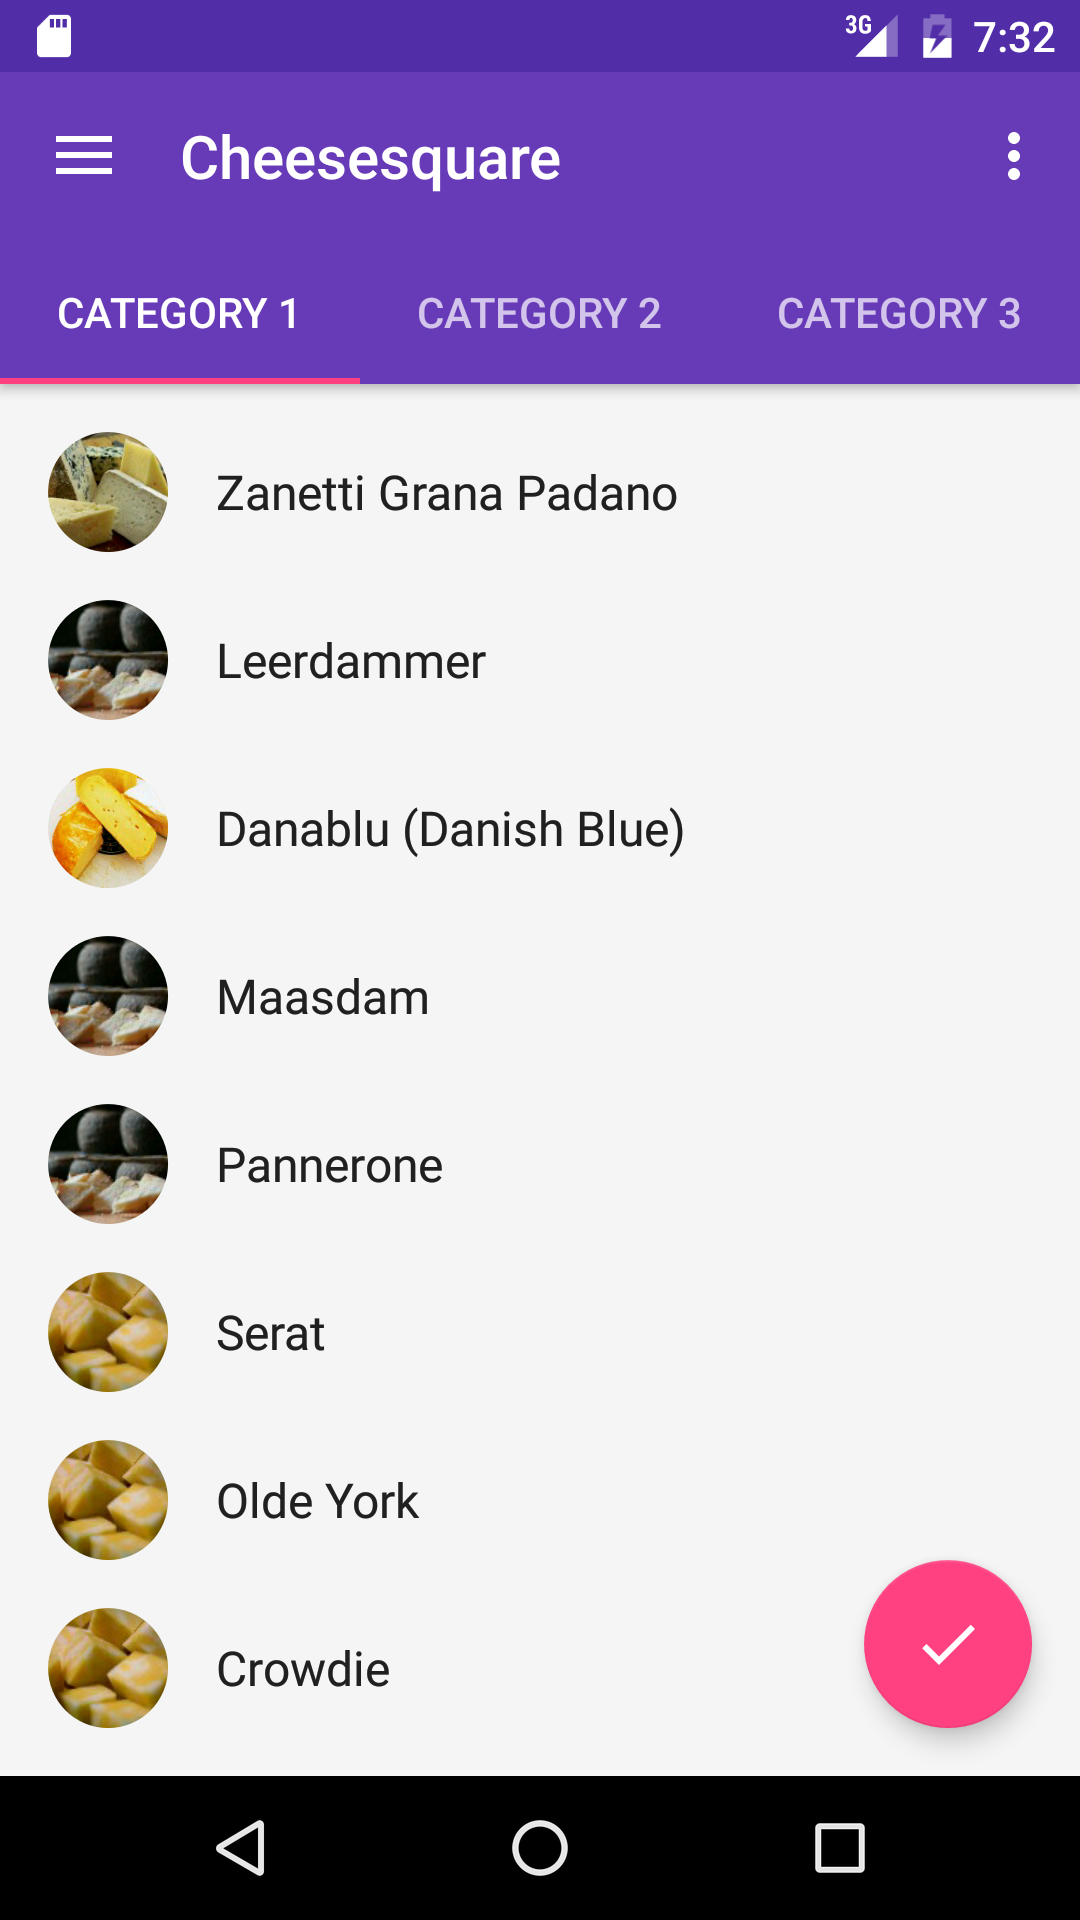 3G 7:32
Cheesesquare
CATEGORY 1 CATEGORY 2 CATEGORY 3
Zanetti Grana Padano
Leerdammer
Danablu (Danish Blue)
Maasdam
Pannerone
Serat
Olde York
Crowdie